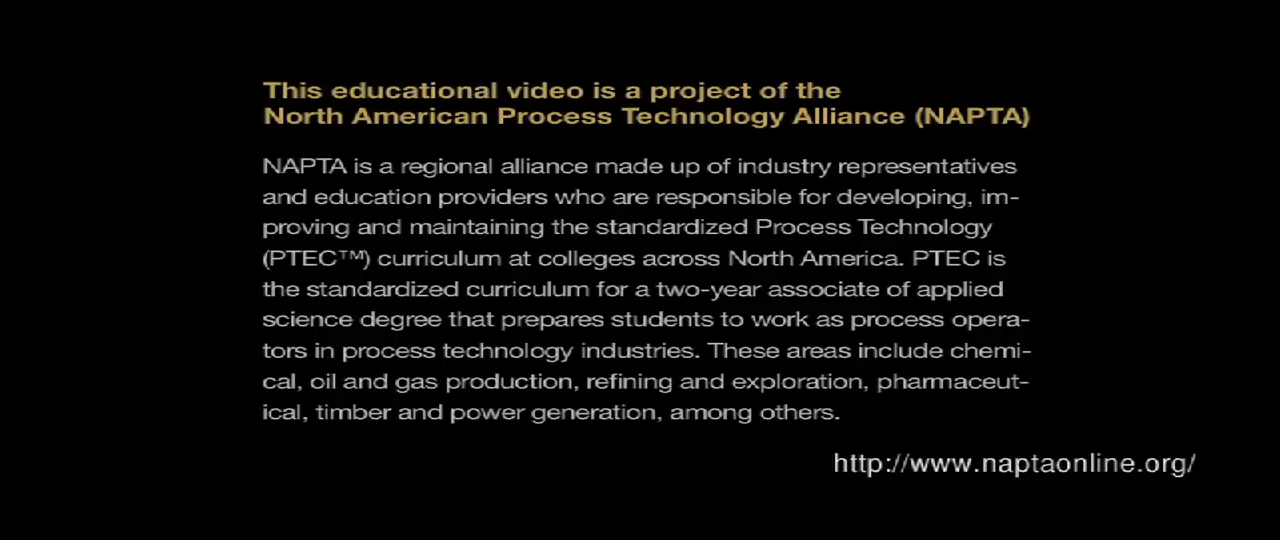 This educational video is a project of the
North American Process Technology Alliance (NAPTA)
NAPTA is a regional alliance made up of industry representatives
and education providers who are responsible for developing, im-
proving and maintaining the standardized Process Technology
(PTEC™) curriculum at colleges across North America. PTEC is
the standardized curriculum for a two-year associate of applied
science degree that prepares students to work as process opera-
tors in process technology industries. These areas include chemi-
cal, oil and gas production, refining and exploration, pharmaceut-
ical, timber and power generation, among others.
http://www.naptaonline.org/